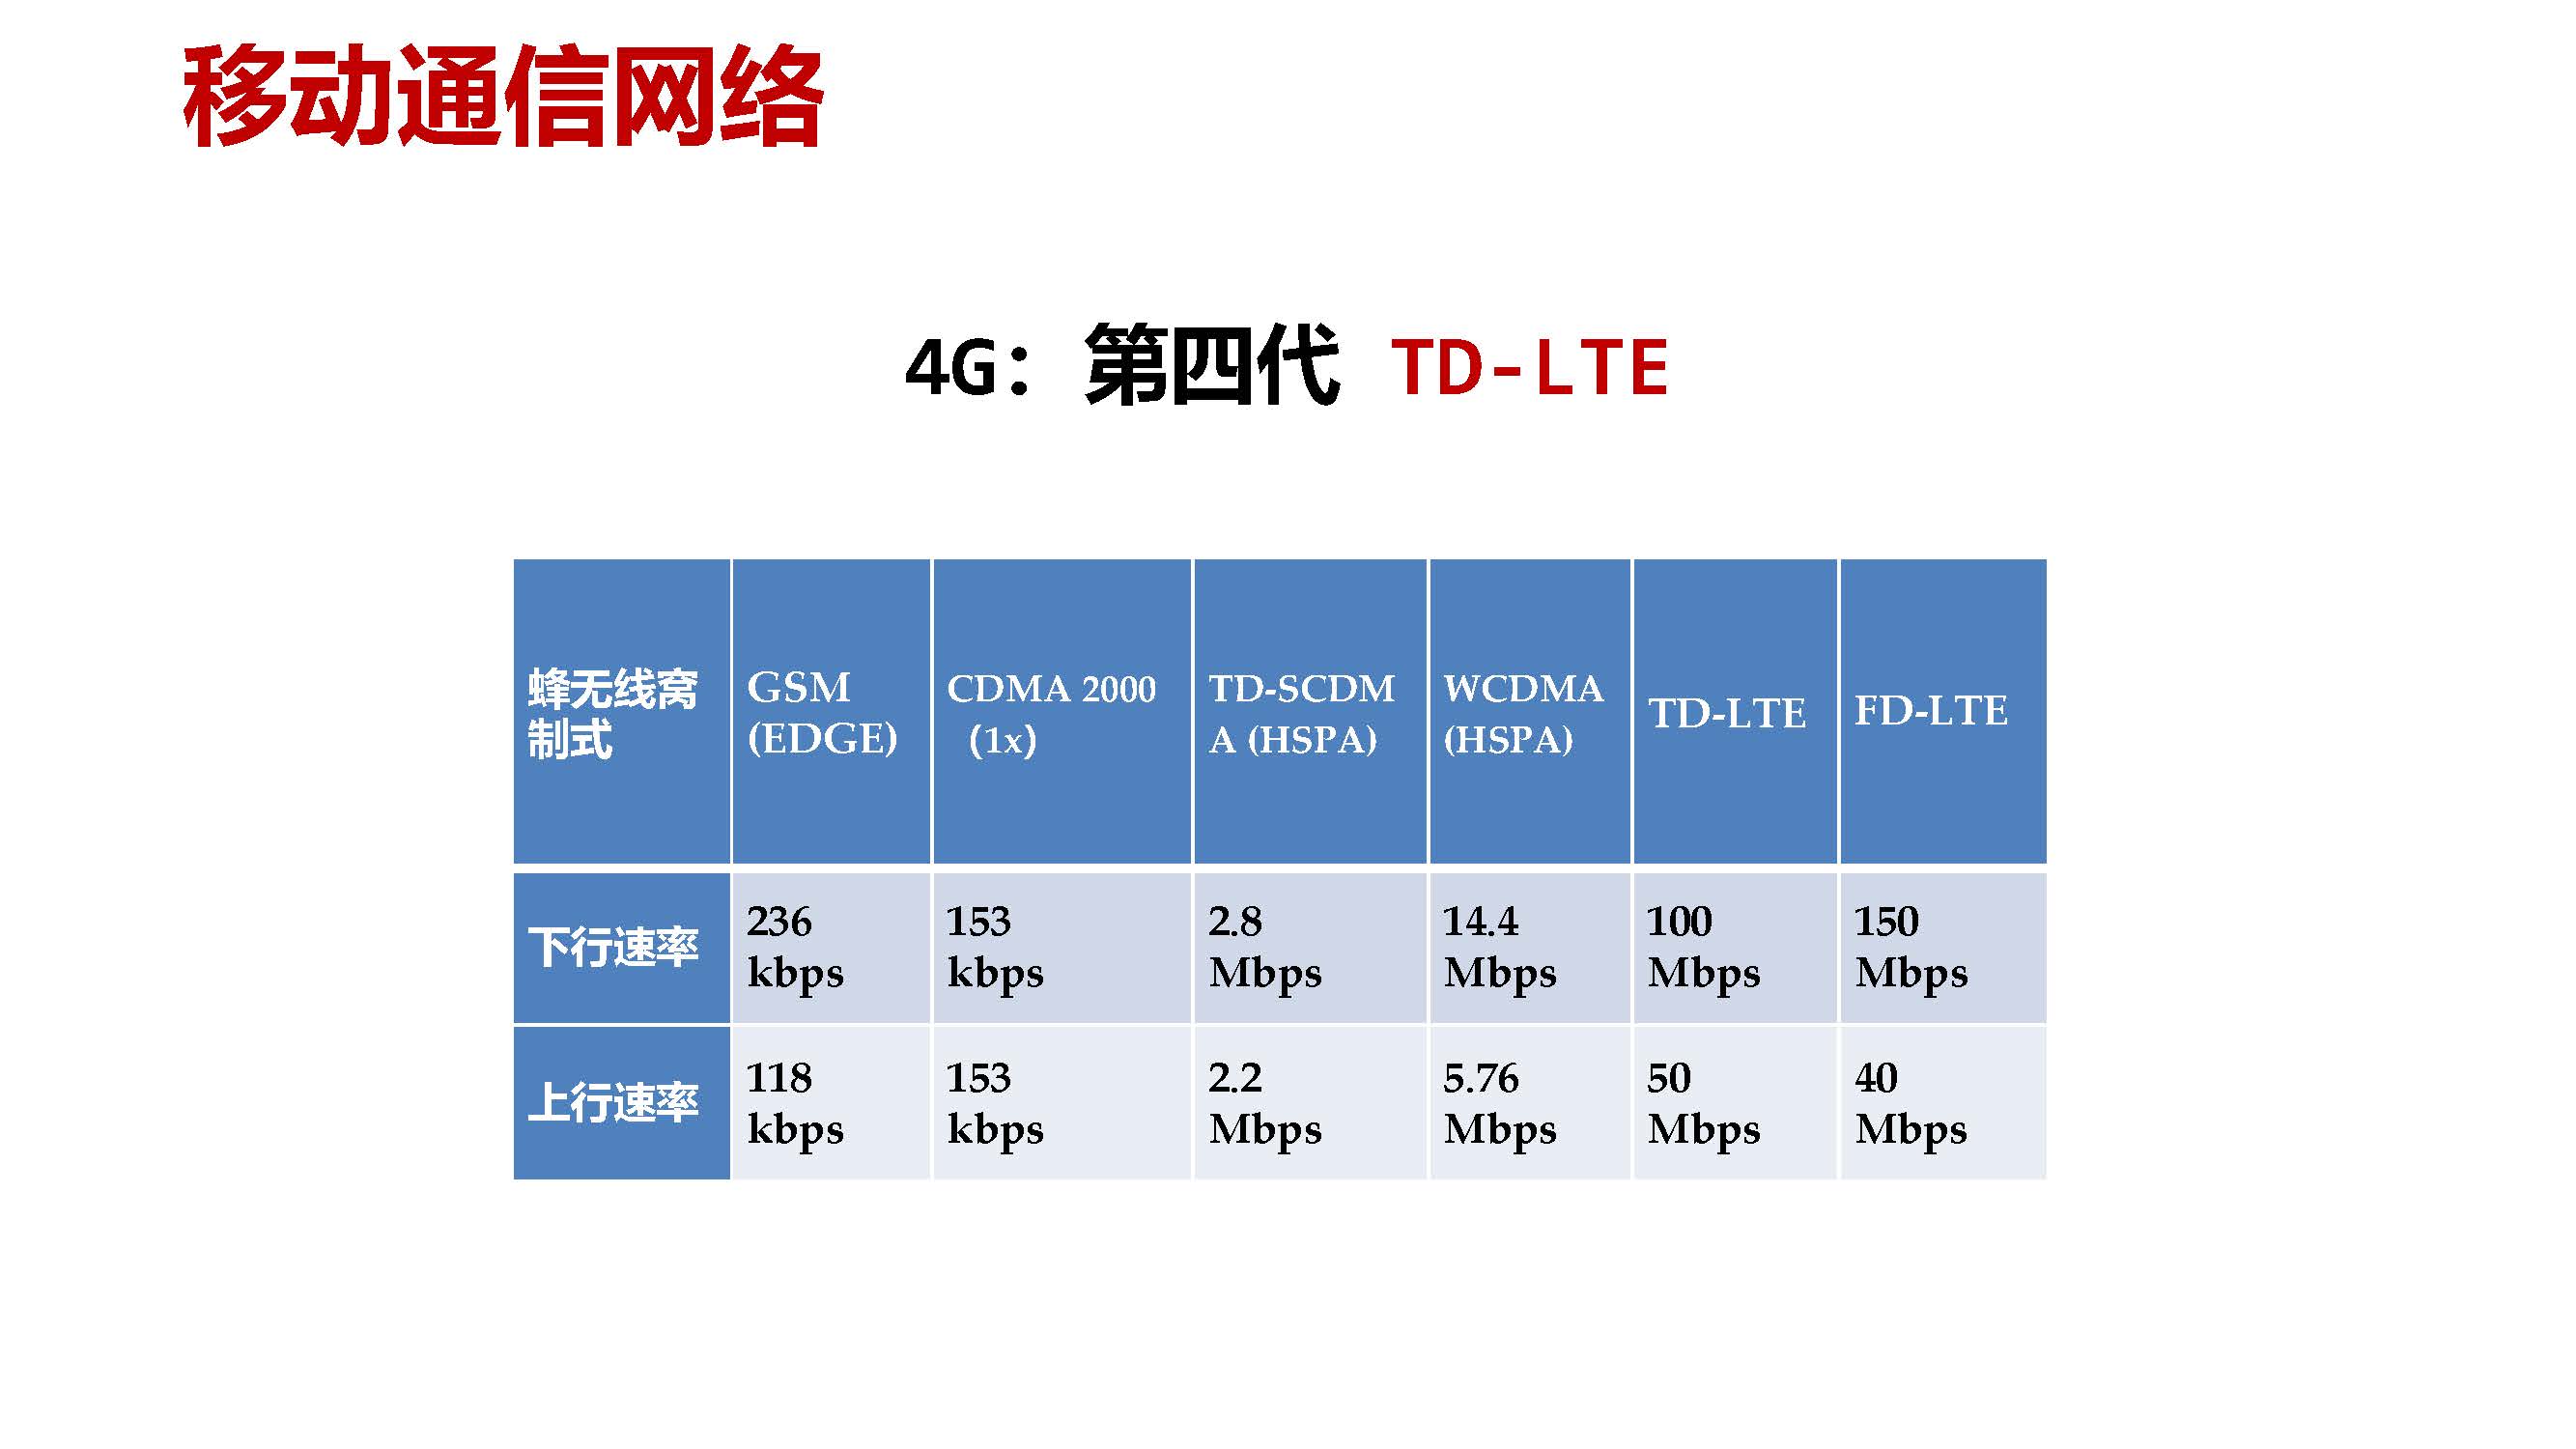 移动通信网络
4G：第四代 TD-LTE
蜂无线窝
制式
GSM
(EDGE)
CDMA 2000
（1x）
TD-SCDM
A (HSPA)
WCDMA
(HSPA)
TD-LTE
FD-LTE
下行速率
236
kbps
153
kbps
2.8
Mbps
14.4
Mbps
100
Mbps
150
Mbps
上行速率
118
kbps
153
kbps
2.2
Mbps
5.76
Mbps
50
Mbps
40
Mbps